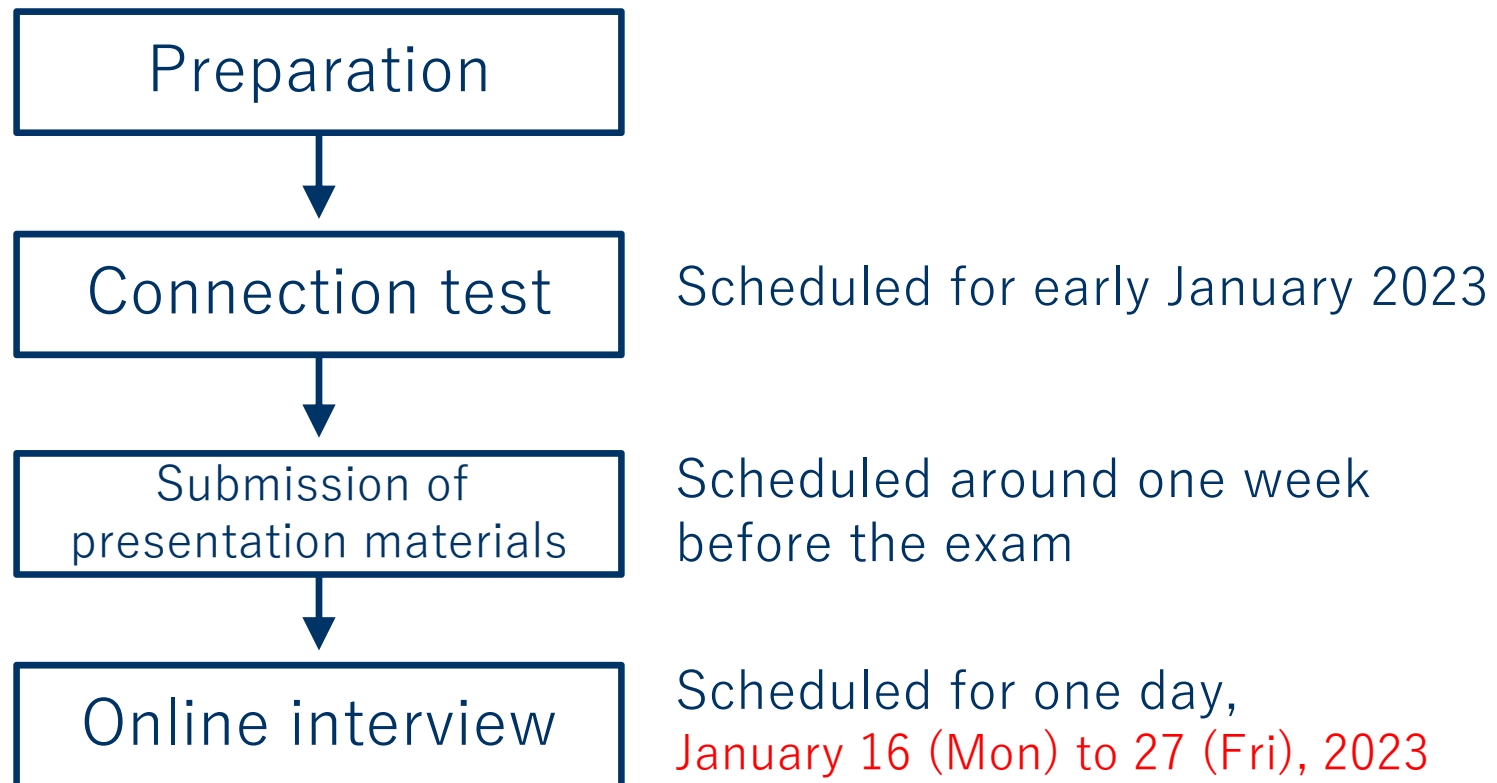 Preparation
Connection test
Scheduled for early January 2023
Submission of
presentation materials
Scheduled around one week
before the exam
Online interview
Scheduled for one day,
January 16 (Mon) to 27 (Fri), 2023